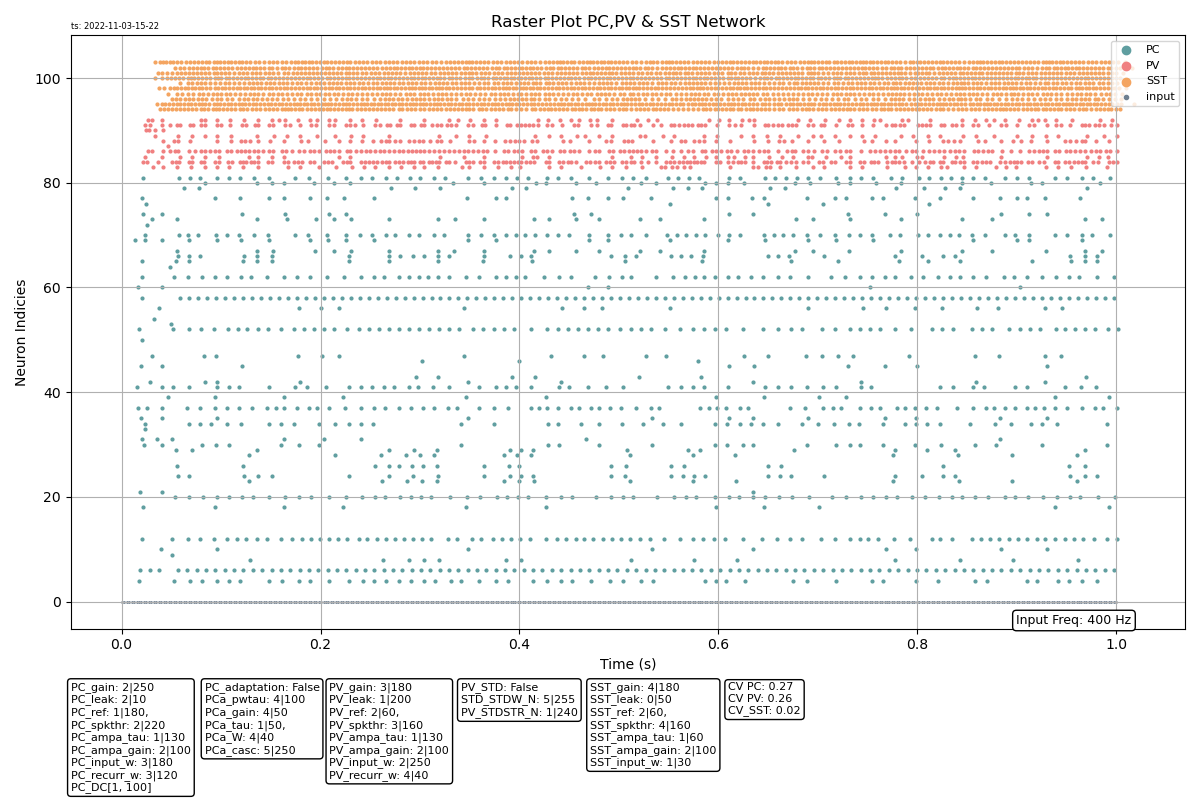 ts: 2022-11-03-15-22
Raster Plot PC,PV & SST Network
PC
PV
SST
input
Neuron Indicies
100
80
60
40
20
0
Input Freq: 400 Hz
0.0 0.2 0.4 0.6 0.8 1.0
Time (s)
PC_gain: 2|250
PC_leak: 2|10
PC_ref: 1|180,
PC_spkthr: 2|220
PC_ampa_tau: 1|130
PC_ampa_gain: 2|100
PC_input_w: 3|180
PC_recurr_w: 3|120
PC_DC[1, 100]
PC_adaptation: False
PCa_pwtau: 4|100
PCa_gain: 4|50
PCa_tau: 1|50,
PCa_W: 4|40
PCa_casc: 5|250
PV_gain: 3|180
PV_leak: 1|200
PV_ref: 2|60,
PV_spkthr: 3|160
PV_ampa_tau: 1|130
PV_ampa_gain: 2|100
PV_input_w: 2|250
PV_recurr_w: 4|40
PV_STD: False
STD_STDW_N: 5|255
PV_STDSTR_N: 1|240
SST_gain: 4|180
SST_leak: 0|50
SST_ref: 2|60,
SST_spkthr: 4|160
SST_ampa_tau: 1|60
SST_ampa_gain: 2|100
SST_input_w: 1|30
CV PC: 0.27
CV PV: 0.26
CV_SST: 0.02